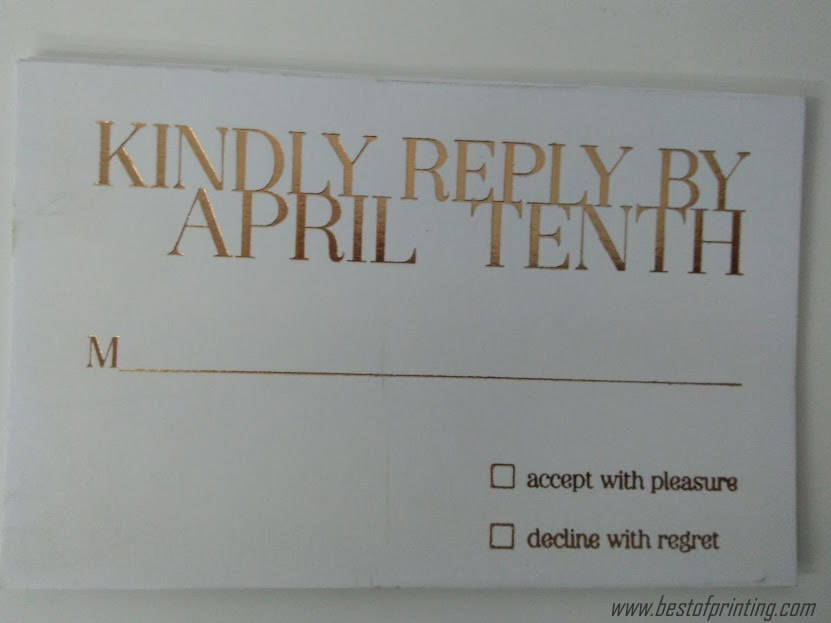 KINDLY REPLY BY
APRIL TENTH
M
accept with pleasure
decline with regret
www.bestofprinting.com